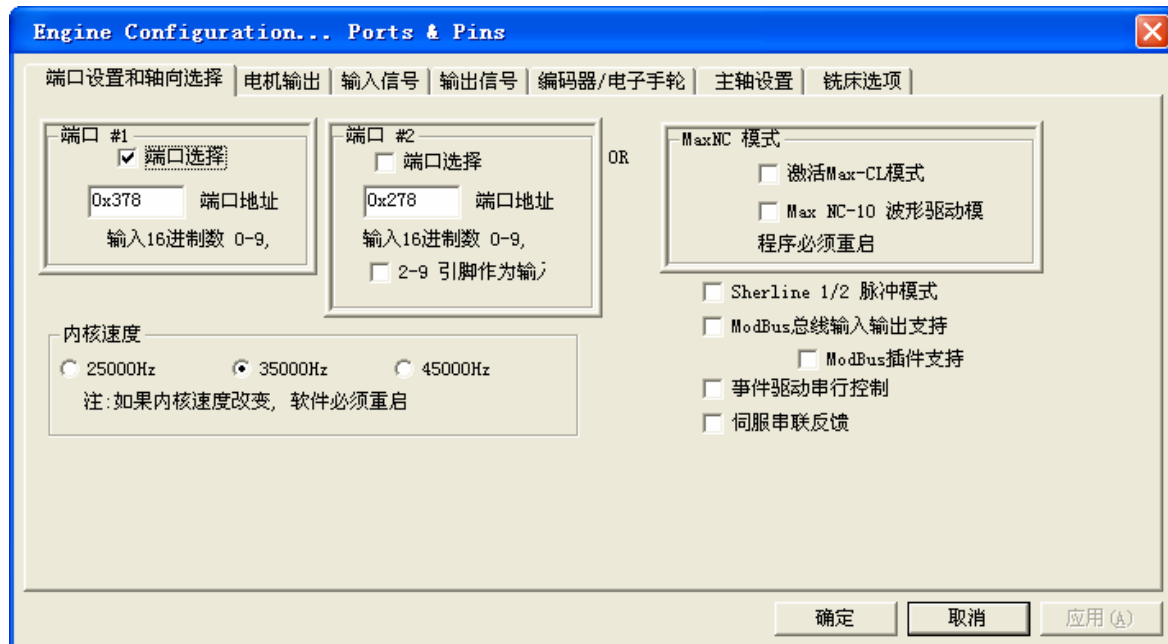 Engine Configuration... Ports & Pins
端口设置和轴向选择 电机输出 输入信号 输出信号 编码器/电子手轮 主轴设置 铣床选项
端口 #1
端口选择
0x378 端口地址
输入16进制数 0-9,
端口 #2
端口选择
0x278 端口地址
输入16进制数 0-9,
2-9 引脚作为输
OR
MaxNC 模式
激活Max-CL模式
Max NC-10 波形驱动模
程序必须重启
Sherline 1/2 脉冲模式
ModBus总线输入输出支持
ModBus插件支持
事件驱动串行控制
伺服串联反馈
内核速度
25000Hz 35000Hz 45000Hz
注:如果内核速度改变, 软件必须重启
确定 取消 应用(A)